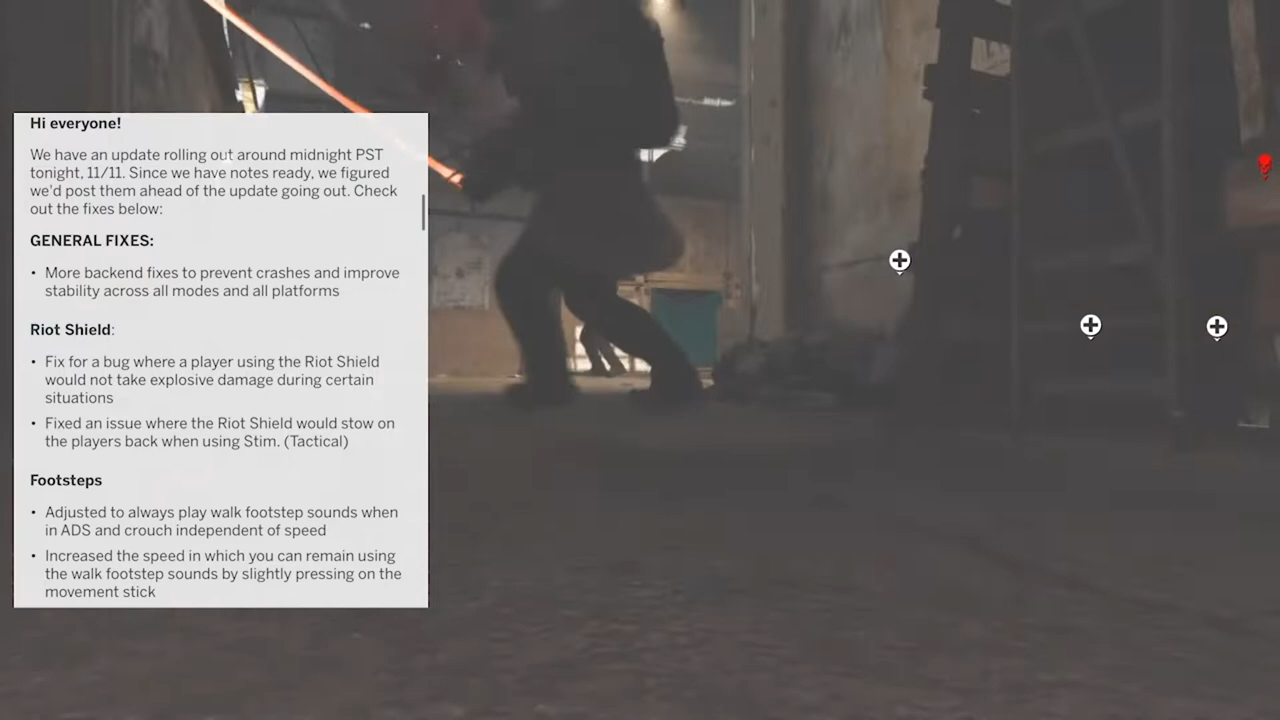 Hi everyone!
We have an update rolling out around midnight PST
tonight, 11/11. Since we have notes ready, we figured
we'd post them ahead of the update going out. Check
out the fixes below:
GENERAL FIXES:
• More backend fixes to prevent crashes and improve
stability across all modes and all platforms
Riot Shield:
• Fix for a bug where a player using the Riot Shield
would not take explosive damage during certain
situations
• Fixed an issue where the Riot Shield would stow on
the players back when using Stim. (Tactical)
Footsteps
• Adjusted to always play walk footstep sounds when
in ADS and crouch independent of speed
• Increased the speed in which you can remain using
the walk footstep sounds by slightly pressing on the
movement stick